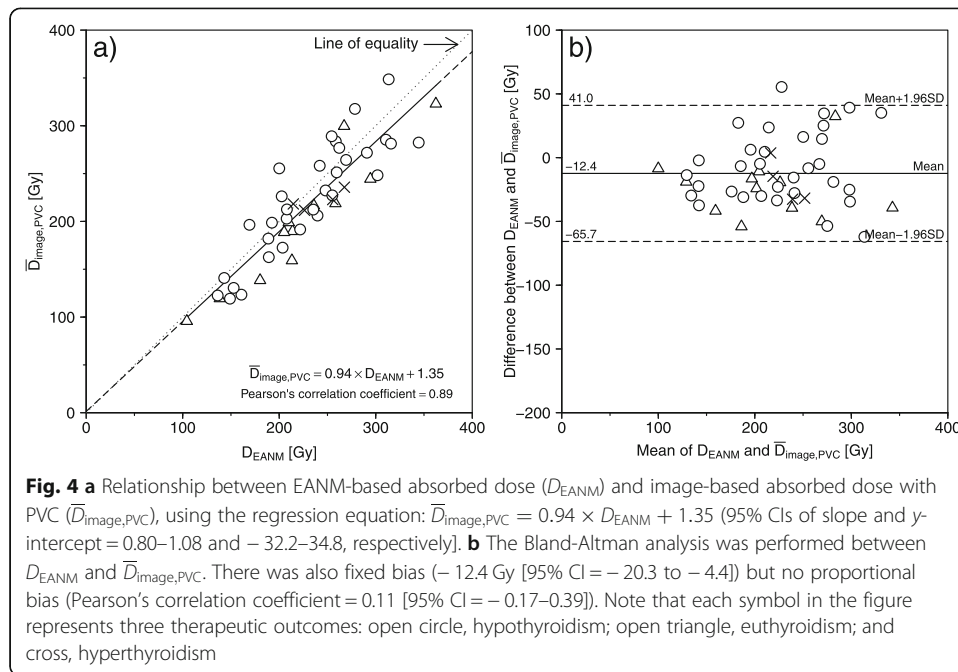 a)
Line of equality
400
300
200
100
0
D̅image,PVC [Gy]
D̅image,PVC = 0.94 × DEANM + 1.35
Pearson's correlation coefficient = 0.89
0 100 200 300 400
DEANM [Gy]
b)
100
50
0
−50
−100
−150
−200
Difference between DEANM and D̅image,PVC [Gy]
41.0 Mean+1.96SD
−12.4 Mean
−65.7 Mean−1.96SD
0 100 200 300 400
Mean of DEANM and D̅image,PVC [Gy]
Fig. 4 a Relationship between EANM-based absorbed dose (DEANM) and image-based absorbed dose with
PVC (D̅image,PVC), using the regression equation: D̅image,PVC = 0.94 × DEANM + 1.35 (95% CIs of slope and y-
intercept = 0.80–1.08 and − 32.2–34.8, respectively]. b The Bland-Altman analysis was performed between
DEANM and D̅image,PVC. There was also fixed bias (− 12.4 Gy [95% CI = − 20.3 to − 4.4]) but no proportional
bias (Pearson's correlation coefficient = 0.11 [95% CI = − 0.17–0.39]). Note that each symbol in the figure
represents three therapeutic outcomes: open circle, hypothyroidism; open triangle, euthyroidism; and
cross, hyperthyroidism